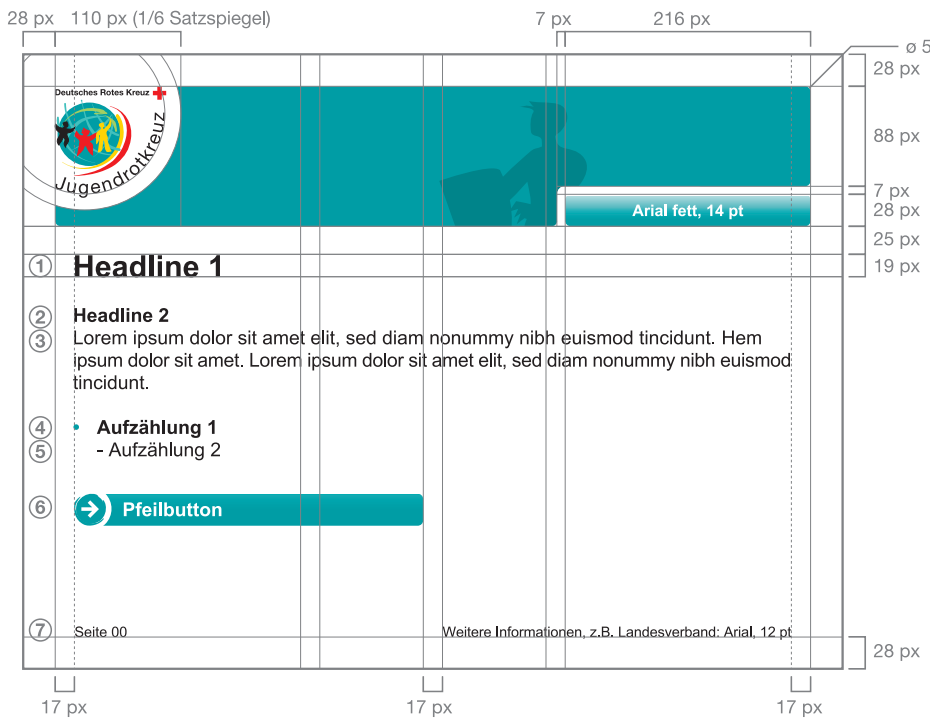 28 px 110 px (1/6 Satzspiegel) 7 px 216 px
ø 5
28 px
Deutsches Rotes Kreuz
Jugendrotkreuz
88 px
7 px
Arial fett, 14 pt
28 px
25 px
1 Headline 1
19 px
2 Headline 2
3 Lorem ipsum dolor sit amet elit, sed diam nonummy nibh euismod tincidunt. Hem
ipsum dolor sit amet. Lorem ipsum dolor sit amet elit, sed diam nonummy nibh euismod
tincidunt.
4 • Aufzählung 1
5 - Aufzählung 2
6 Pfeilbutton
7 Seite 00 Weitere Informationen, z.B. Landesverband: Arial, 12 pt
28 px
17 px 17 px 17 px